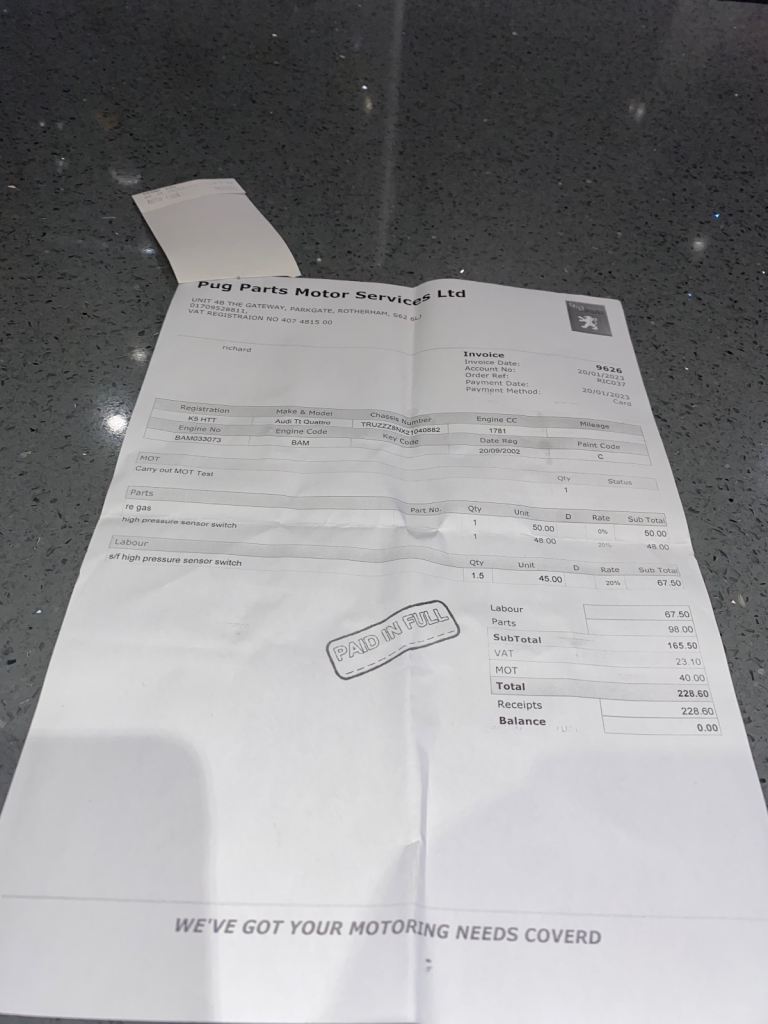 Pug Parts Motor Services Ltd
UNIT 4B THE GATEWAY, PARKGATE, ROTHERHAM, S62 6LJ
01709528811,
VAT REGISTRAION NO 407 4815 00
richard
Invoice 9626
Invoice Date: 20/01/2023
Account No: RIC037
Order Ref:
Payment Date: 20/01/2023
Payment Method: Card
Registration Make & Model Chassis Number Engine CC Mileage
K5 HTT Audi Tt Quattro TRUZZZ8NX21040882 1781
Engine No Engine Code Key Code Date Reg Paint Code
BAM033073 BAM 20/09/2002 C
MOT Qty Status
Carry out MOT Test 1
Parts Part No. Qty Unit D Rate Sub Total
re gas 1 50.00 0% 50.00
high pressure sensor switch 1 48.00 20% 48.00
Labour Qty Unit D Rate Sub Total
s/f high pressure sensor switch 1.5 45.00 20% 67.50
Labour 67.50
Parts 98.00
SubTotal 165.50
VAT 23.10
MOT 40.00
Total 228.60
Receipts 228.60
Balance 0.00
PAID IN FULL
WE'VE GOT YOUR MOTORING NEEDS COVERD
;